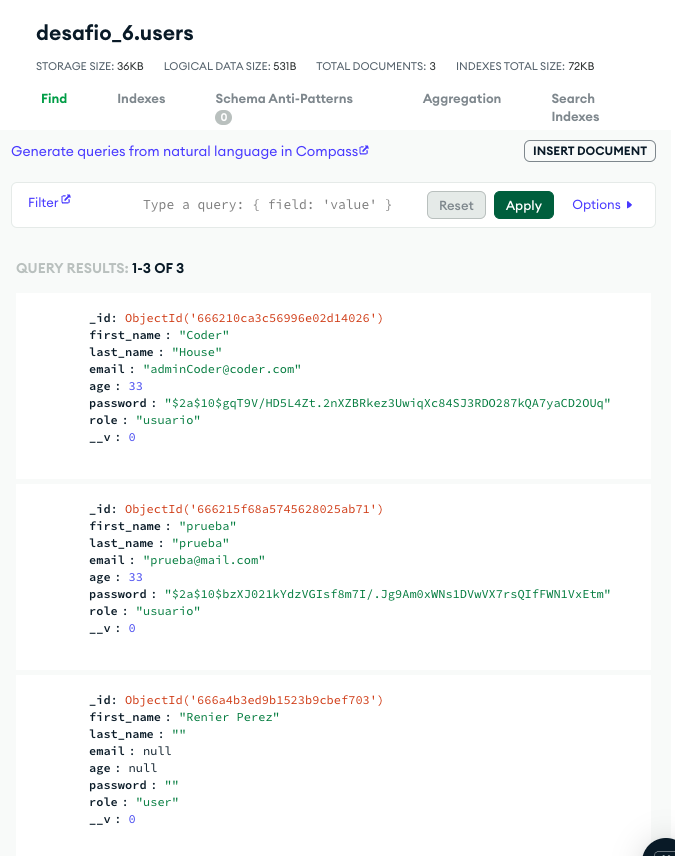 desafio_6.users
STORAGE SIZE: 36KB LOGICAL DATA SIZE: 531B TOTAL DOCUMENTS: 3 INDEXES TOTAL SIZE: 72KB
Find Indexes Schema Anti-Patterns 0 Aggregation Search Indexes
Generate queries from natural language in Compass
INSERT DOCUMENT
Filter Type a query: { field: 'value' } Reset Apply Options
QUERY RESULTS: 1-3 OF 3
_id: ObjectId('666210ca3c56996e02d14026')
first_name : "Coder"
last_name : "House"
email : "adminCoder@coder.com"
age : 33
password : "$2a$10$gqT9V/HD5L4Zt.2nXZBRkez3UwiqXc84SJ3RDO287kQA7yaCD2OUq"
role : "usuario"
__v : 0
_id: ObjectId('666215f68a5745628025ab71')
first_name : "prueba"
last_name : "prueba"
email : "prueba@mail.com"
age : 33
password : "$2a$10$bzXJ021kYdzVGIsf8m7I/.Jg9Am0xWNs1DVwVX7rsQIfFWN1VxEtm"
role : "usuario"
__v : 0
_id: ObjectId('666a4b3ed9b1523b9cbef703')
first_name : "Renier Perez"
last_name : ""
email : null
age : null
password : ""
role : "user"
__v : 0